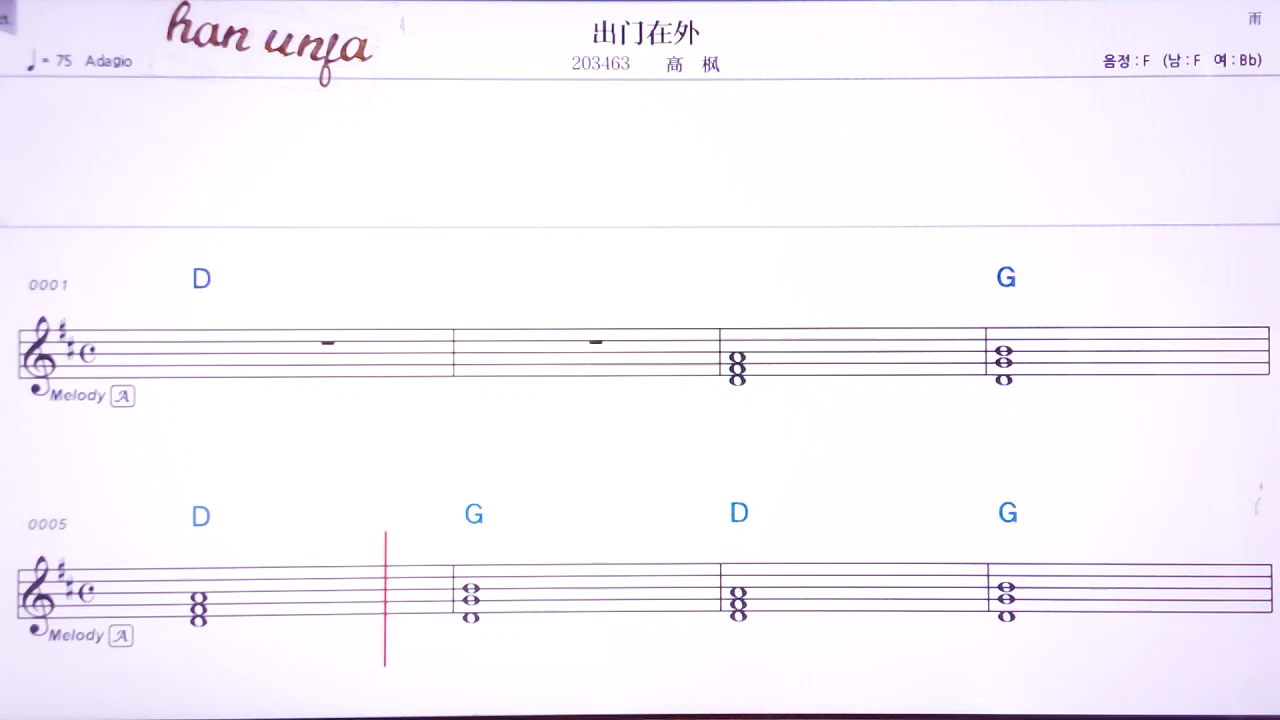 han unfa
出门在外
雨
♩= 75 Adagio
203463 高 枫
음정 : F (남 : F 여 : Bb)
0001
D
G
Melody A
0005
D
G
D
G
Melody A